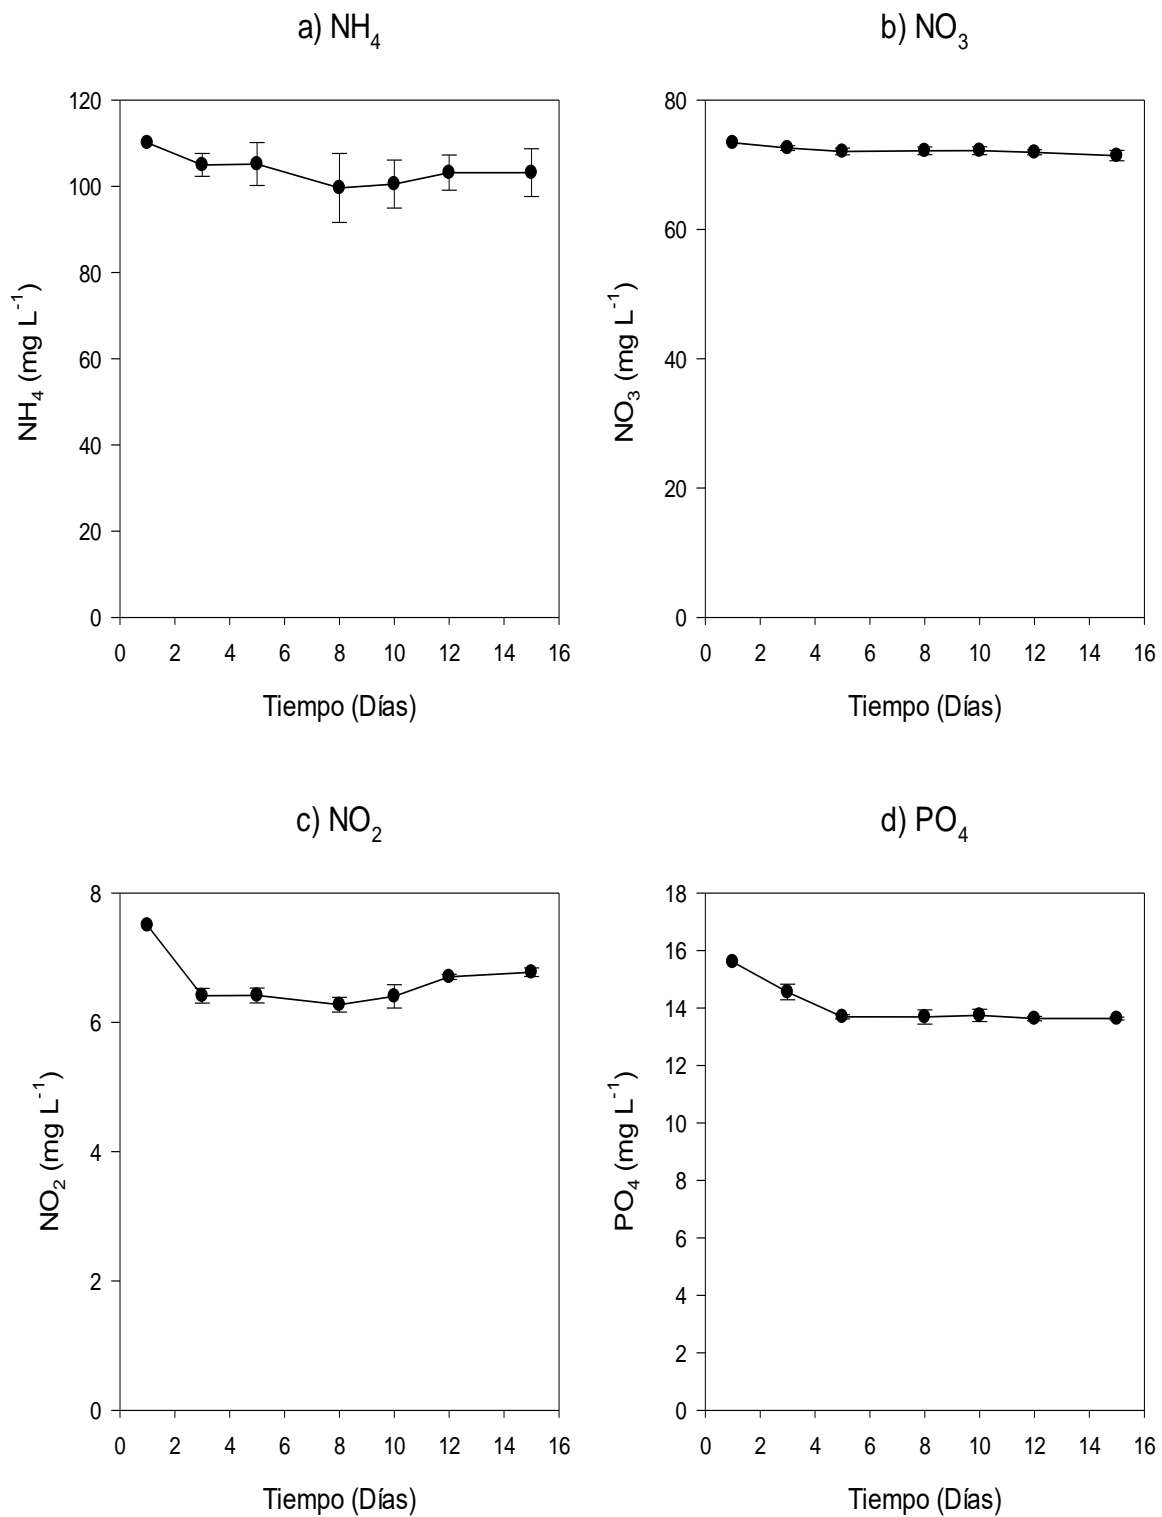 a) NH4
120
100
80
60
40
20
0
NH4 (mg L-1)
0 2 4 6 8 10 12 14 16
Tiempo (Días)
b) NO3
80
60
40
20
0
NO3 (mg L-1)
0 2 4 6 8 10 12 14 16
Tiempo (Días)
c) NO2
8
6
4
2
0
NO2 (mg L-1)
0 2 4 6 8 10 12 14 16
Tiempo (Días)
d) PO4
18
16
14
12
10
8
6
4
2
0
PO4 (mg L-1)
0 2 4 6 8 10 12 14 16
Tiempo (Días)